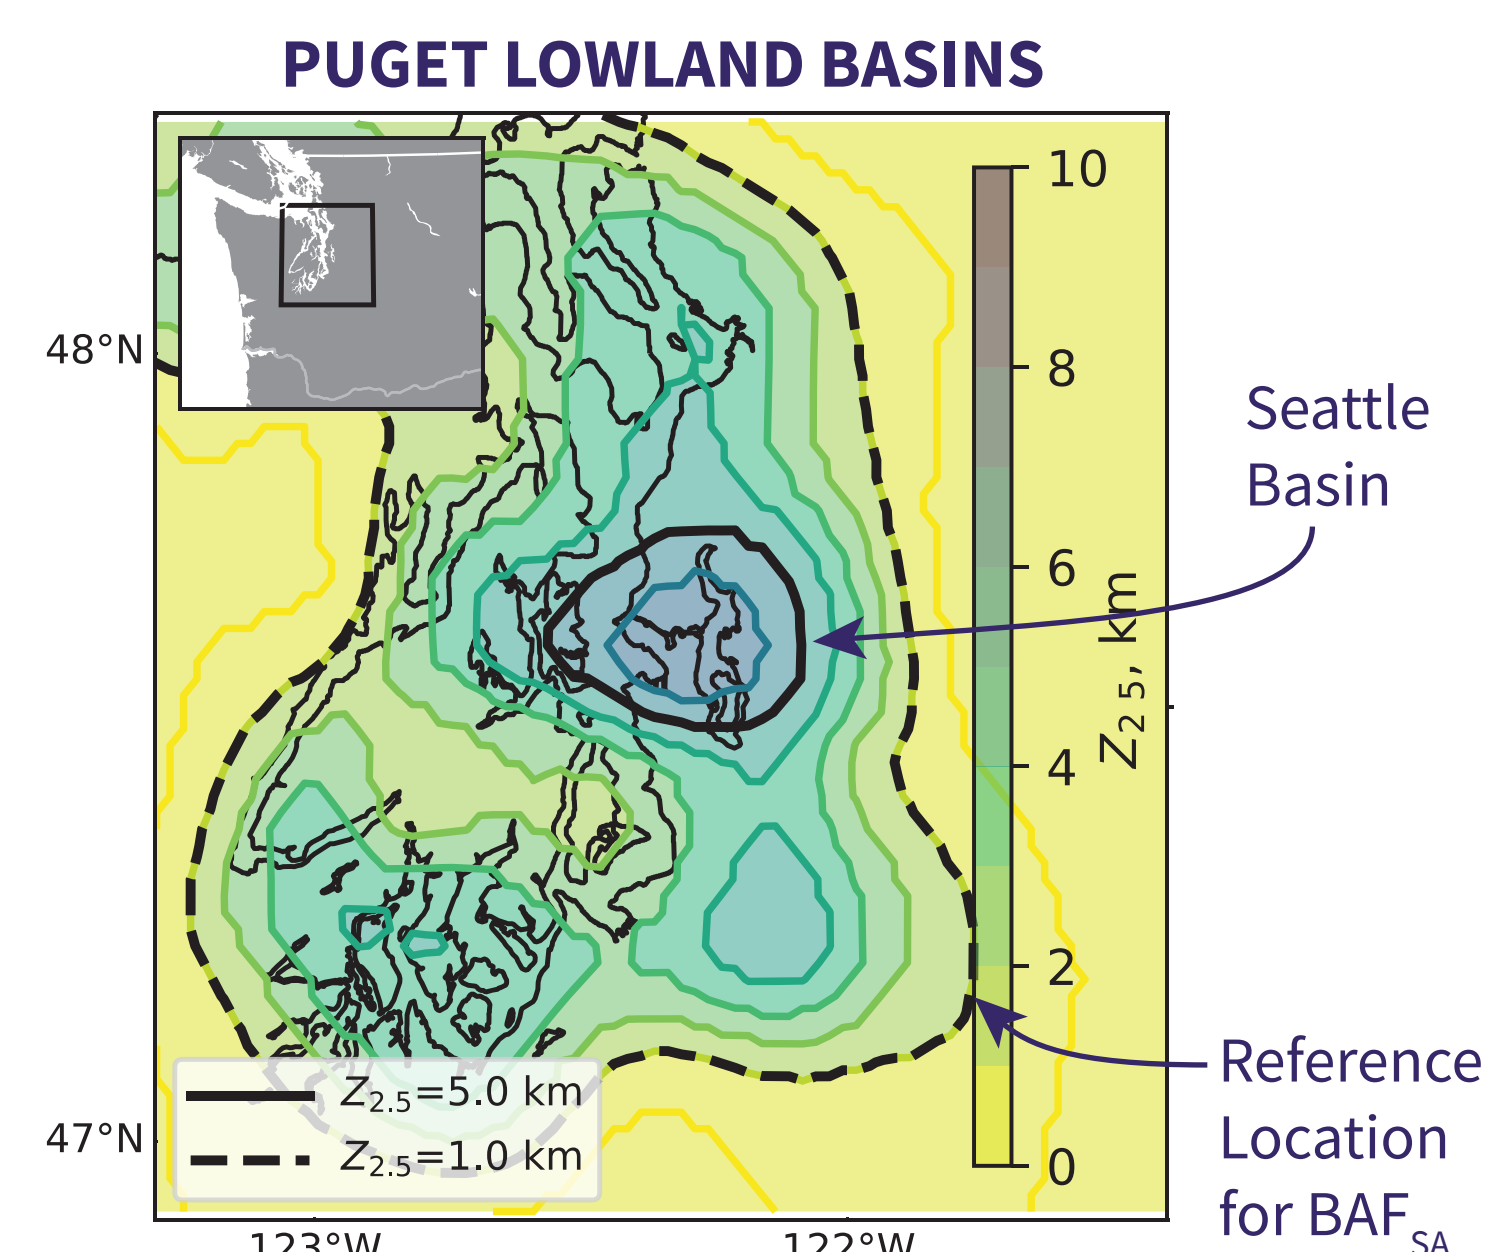 PUGET LOWLAND BASINS
10
8
6
4
2
0
Z2.5, km
48°N
47°N
123°W
122°W
Seattle
Basin
Reference
Location
for BAFSA
Z2.5=5.0 km
Z2.5=1.0 km